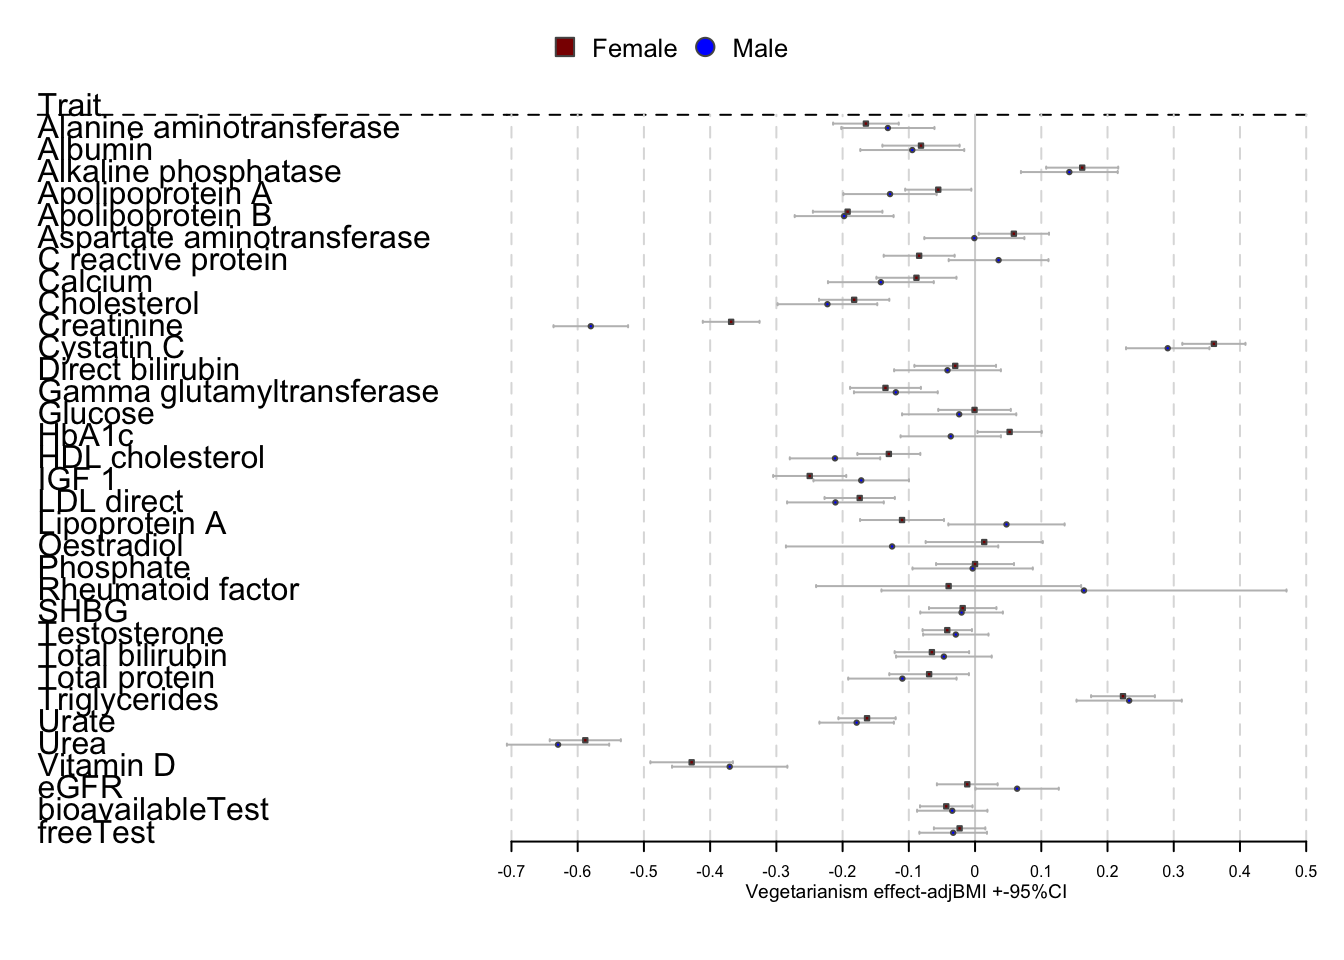 Female Male
Trait
Alanine aminotransferase
Albumin
Alkaline phosphatase
Apolipoprotein A
Apolipoprotein B
Aspartate aminotransferase
C reactive protein
Calcium
Cholesterol
Creatinine
Cystatin C
Direct bilirubin
Gamma glutamyltransferase
Glucose
HbA1c
HDL cholesterol
IGF 1
LDL direct
Lipoprotein A
Oestradiol
Phosphate
Rheumatoid factor
SHBG
Testosterone
Total bilirubin
Total protein
Triglycerides
Urate
Urea
Vitamin D
eGFR
bioavailableTest
freeTest
-0.7 -0.6 -0.5 -0.4 -0.3 -0.2 -0.1 0 0.1 0.2 0.3 0.4 0.5
Vegetarianism effect-adjBMI +-95%CI